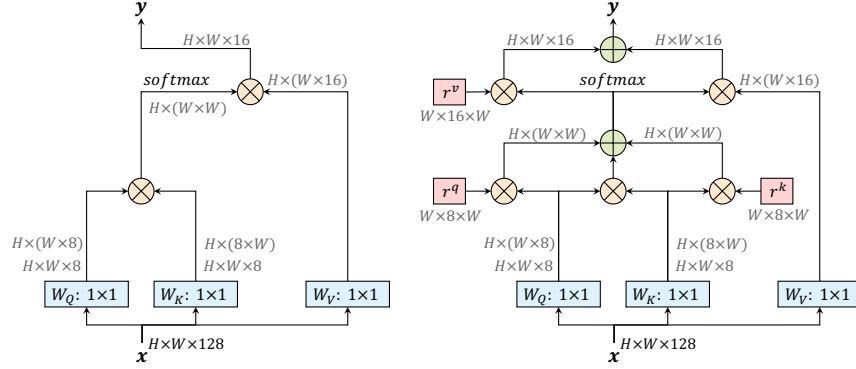 y
H×W×16
softmax
H×(W×16)
H×(W×W)
H×(W×8)
H×W×8
H×(8×W)
H×W×8
W_Q: 1×1
W_K: 1×1
W_V: 1×1
H×W×128
x
y
H×W×16
H×W×16
softmax
H×(W×16)
r^v
W×16×W
H×(W×W)
H×(W×W)
r^q
W×8×W
r^k
W×8×W
H×(W×8)
H×W×8
H×(8×W)
H×W×8
W_Q: 1×1
W_K: 1×1
W_V: 1×1
H×W×128
x